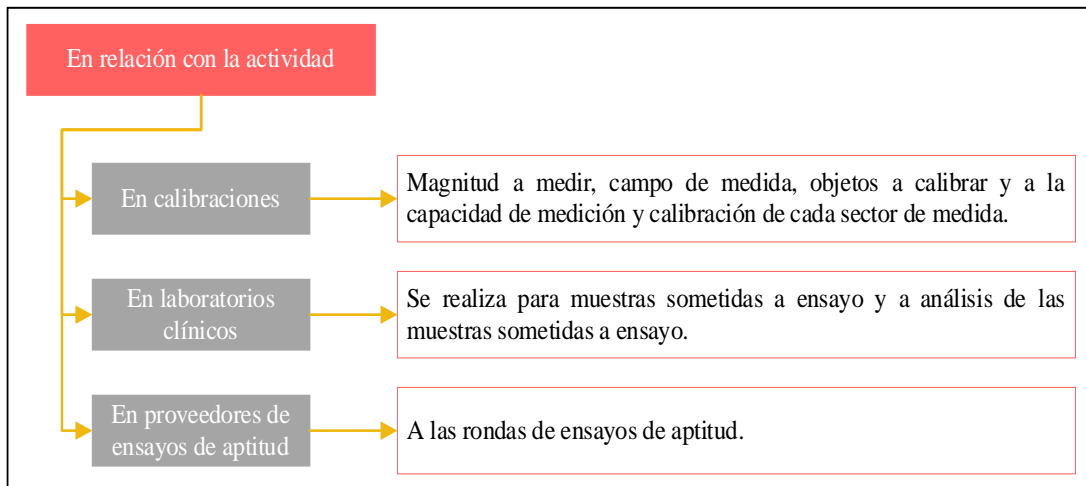 En relación con la actividad
En calibraciones
Magnitud a medir, campo de medida, objetos a calibrar y a la
capacidad de medición y calibración de cada sector de medida.
En laboratorios
clínicos
Se realiza para muestras sometidas a ensayo y a análisis de las
muestras sometidas a ensayo.
En proveedores de
ensayos de aptitud
A las rondas de ensayos de aptitud.